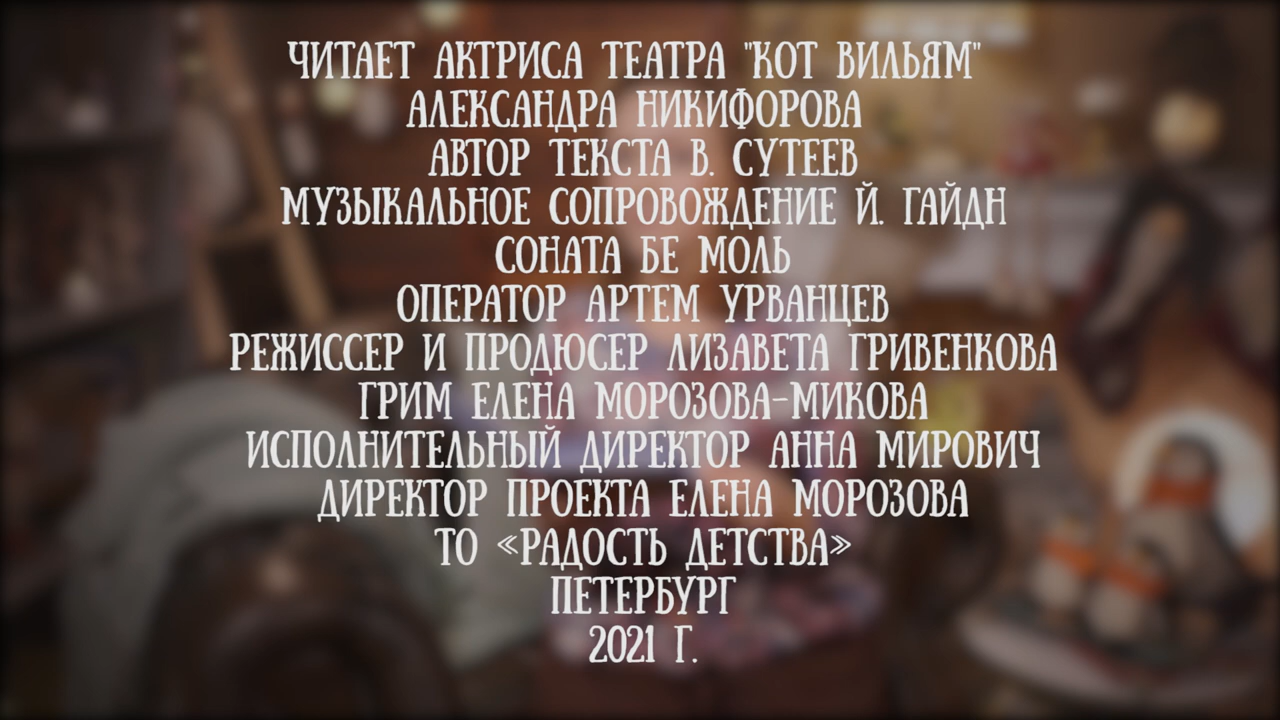 ЧИТАЕТ АКТРИСА ТЕАТРА "КОТ ВИЛЬЯМ"
АЛЕКСАНДРА НИКИФОРОВА
АВТОР ТЕКСТА В. СУТЕЕВ
МУЗЫКАЛЬНОЕ СОПРОВОЖДЕНИЕ Й. ГАЙДН
СОНАТА БЕ МОЛЬ
ОПЕРАТОР АРТЕМ УРВАНЦЕВ
РЕЖИССЕР И ПРОДЮСЕР ЛИЗАВЕТА ГРИВЕНКОВА
ГРИМ ЕЛЕНА МОРОЗОВА-МИКОВА
ИСПОЛНИТЕЛЬНЫЙ ДИРЕКТОР АННА МИРОВИЧ
ДИРЕКТОР ПРОЕКТА ЕЛЕНА МОРОЗОВА
ТО «РАДОСТЬ ДЕТСТВА»
ПЕТЕРБУРГ
2021 Г.